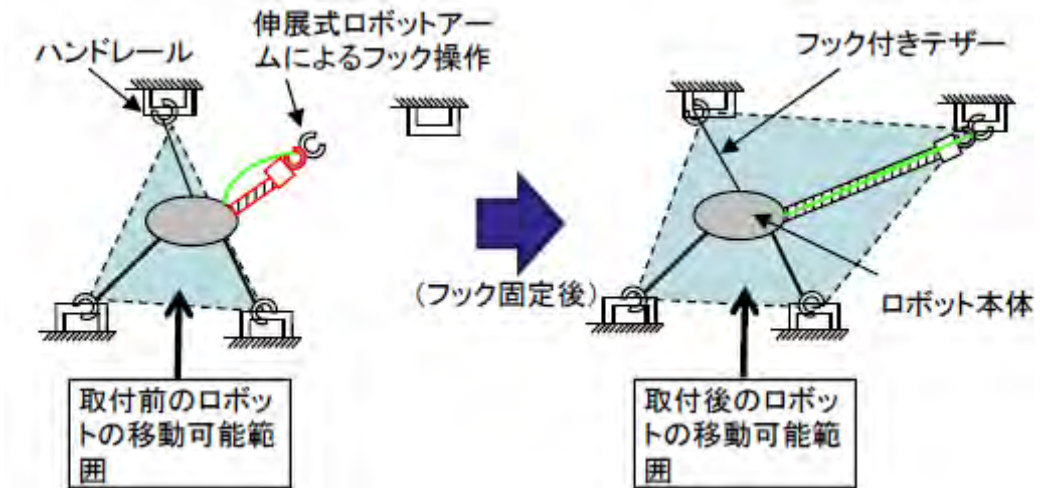 ハンドレール
伸展式ロボットアー
ムによるフック操作
フック付きテザー
(フック固定後)
ロボット本体
取付前のロボッ
トの移動可能範
囲
取付後のロボッ
トの移動可能範
囲